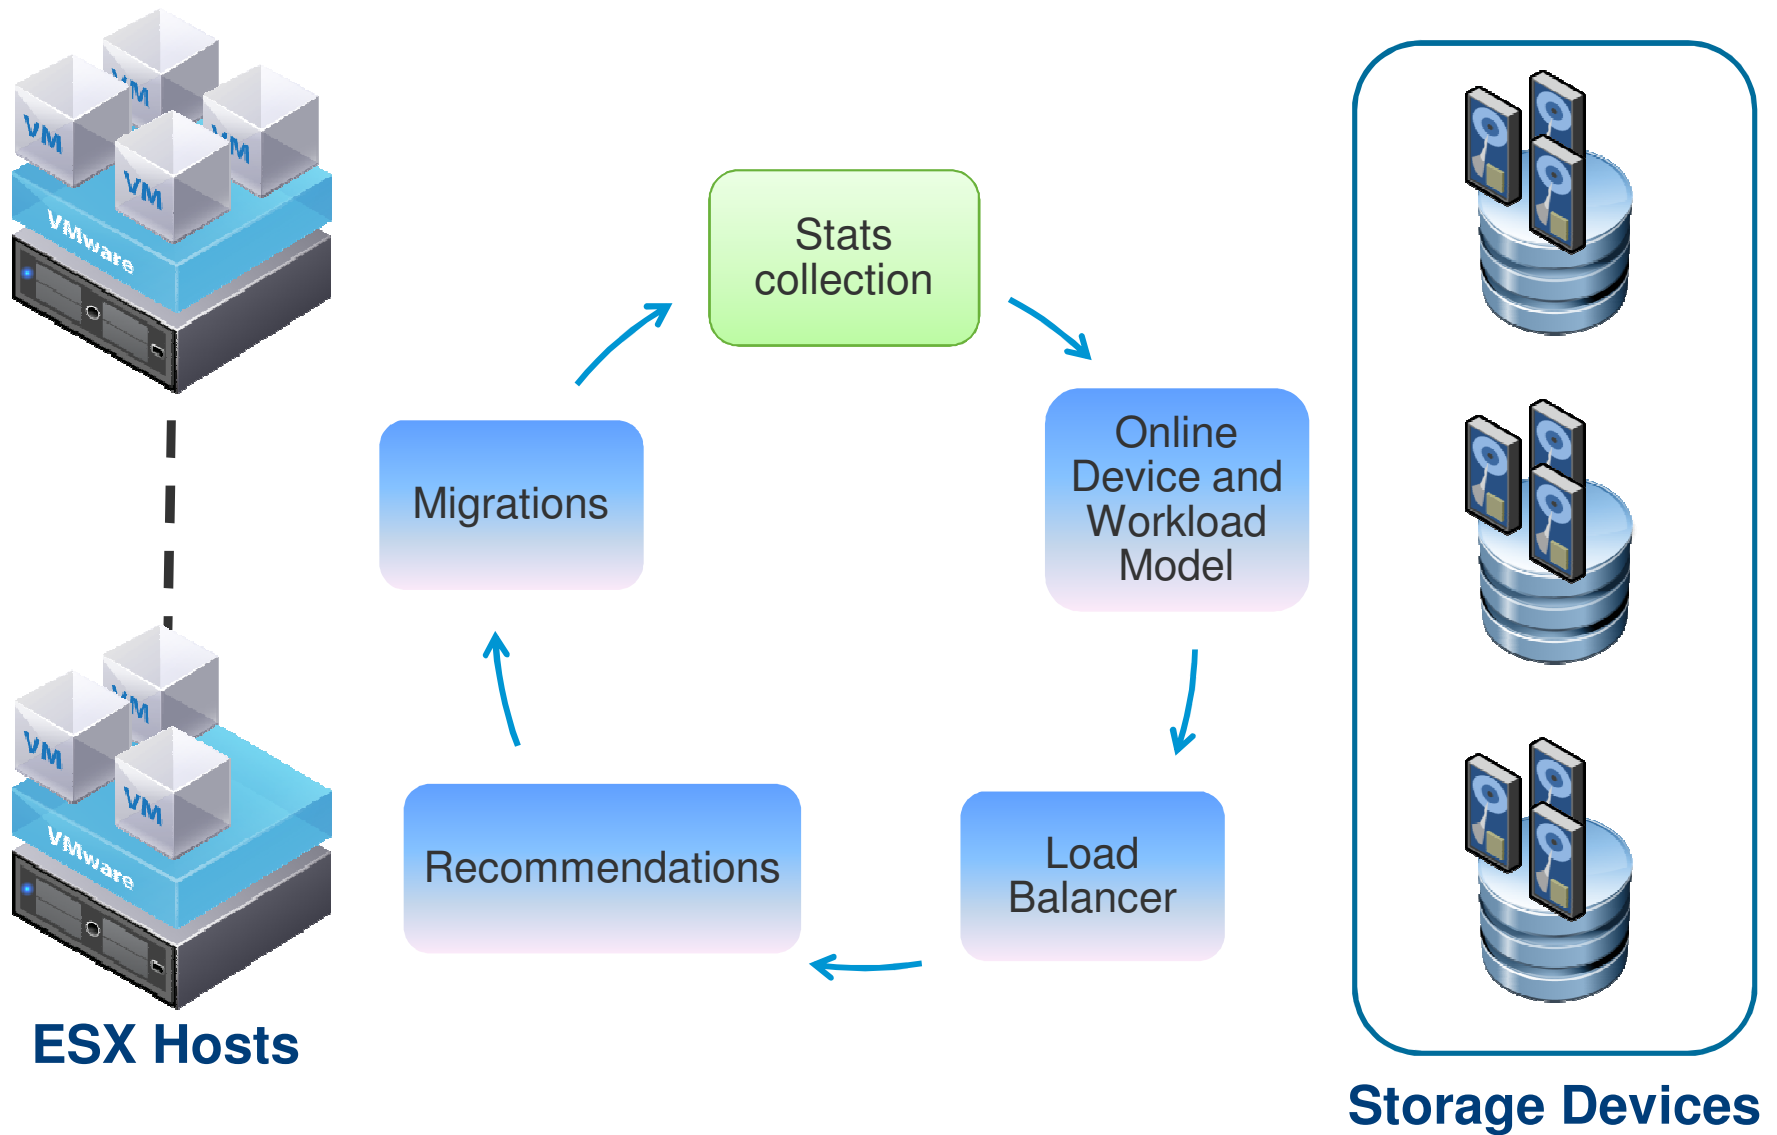 VM
VM
VM
VM
VMware
Stats
collection
Online
Device and
Workload
Model
Migrations
VM
VM
VM
VMware
Recommendations
Load
Balancer
ESX Hosts
Storage Devices